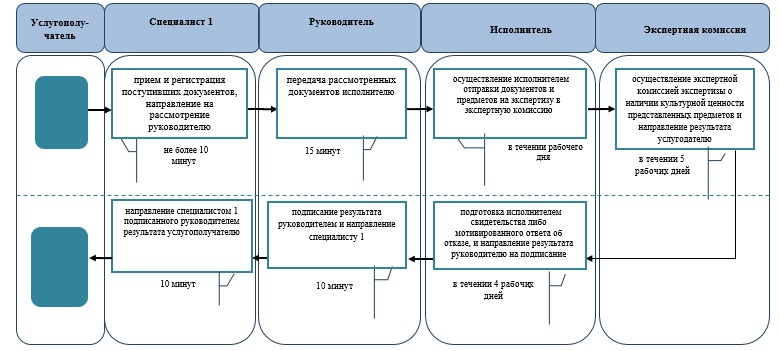 Услугополу-
чатель
Специалист 1
Руководитель
Исполнитель
Экспертная комиссия
прием и регистрация
поступивших документов,
направление на
рассмотрение
руководителю
не более 10
минут
передача рассмотренных
документов исполнителю
15 минут
осуществление исполнителем
отправки документов и
предметов на экспертизу в
экспертную комиссию
в течении рабочего
дня
осуществление экспертной
комиссией экспертизы о
наличии культурной ценности
представленных предметов и
направление результата
услугодателю
в течении 5
рабочих дней
направление специалистом 1
подписанного руководителем
результата услугополучателю
10 минут
подписание результата
руководителем и направление
специалисту 1
10 минут
подготовка исполнителем
свидетельства либо
мотивированного ответа об
отказе, и направление результата
руководителю на подписание
в течении 4 рабочих
дней